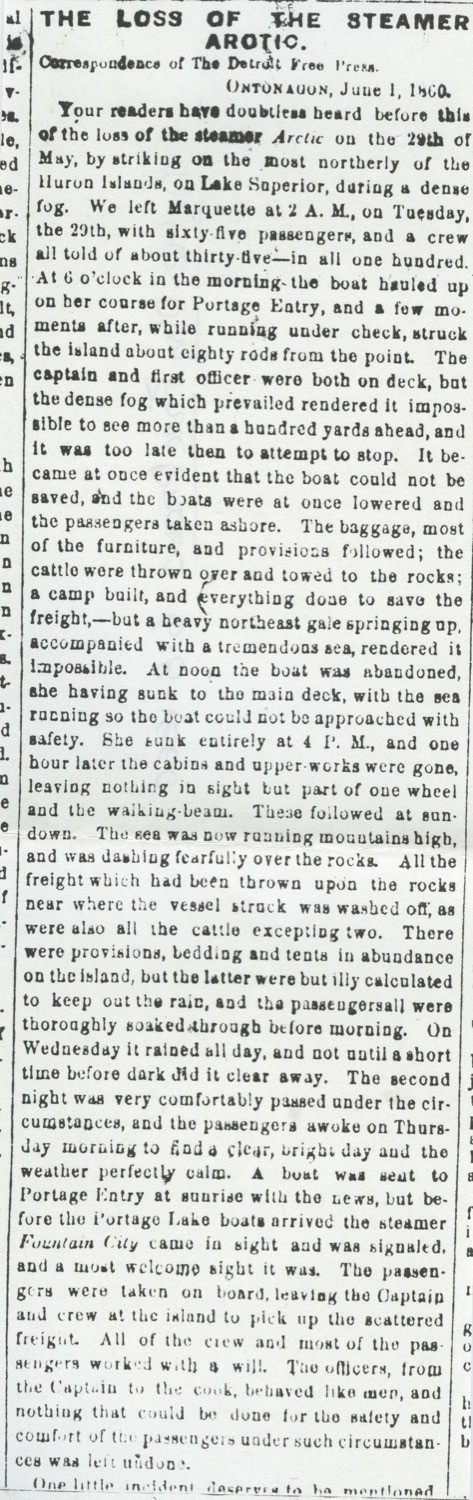 THE LOSS OF THE STEAMER
AROTIC.
Correspondence of The Detroit Free Press.
ONTONAGON, June 1, 1860.
Your readers have doubtless heard before this
of the loss of the steamer Arctic on the 29th of
May, by striking on the most northerly of the
Huron Islands, on Lake Superior, during a dense
fog. We left Marquette at 2 A. M., on Tuesday,
the 29th, with sixty-five passengers, and a crew
all told of about thirty-five—in all one hundred.
At 6 o'clock in the morning the boat hauled up
on her course for Portage Entry, and a few mo-
ments after, while running under check, struck
the island about eighty rods from the point. The
captain and first officer were both on deck, but
the dense fog which prevailed rendered it impos-
sible to see more than a hundred yards ahead, and
it was too late then to attempt to stop. It be-
came at once evident that the boat could not be
saved, and the boats were at once lowered and
the passengers taken ashore. The baggage, most
of the furniture, and provisions followed; the
cattle were thrown over and towed to the rocks;
a camp built, and everything done to save the
freight,—but a heavy northeast gale springing up,
accompanied with a tremendous sea, rendered it
impossible. At noon the boat was abandoned,
she having sunk to the main deck, with the sea
running so the boat could not be approached with
safety. She sunk entirely at 4 P. M., and one
hour later the cabins and upper-works were gone,
leaving nothing in sight but part of one wheel
and the walking-beam. These followed at sun-
down. The sea was now running mountains high,
and was dashing fearfully over the rocks. All the
freight which had been thrown upon the rocks
near where the vessel struck was washed off, as
were also all the cattle excepting two. There
were provisions, bedding and tents in abundance
on the island, but the latter were but illy calculated
to keep out the rain, and the passengersall were
thoroughly soaked through before morning. On
Wednesday it rained all day, and not until a short
time before dark did it clear away. The second
night was very comfortably passed under the cir-
cumstances, and the passengers awoke on Thurs-
day morning to find a clear, bright day and the
weather perfectly calm. A boat was sent to
Portage Entry at sunrise with the news, but be-
fore the Portage Lake boats arrived the steamer
Fountain City came in sight and was signaled,
and a most welcome sight it was. The passen-
gers were taken on board, leaving the Captain
and crew at the island to pick up the scattered
freight. All of the crew and most of the pas-
sengers worked with a will. The officers, from
the Captain to the cook, behaved like men, and
nothing that could be done for the safety and
comfort of the passengers under such circumstan-
ces was left undone.
One little incident deserves to be mentioned